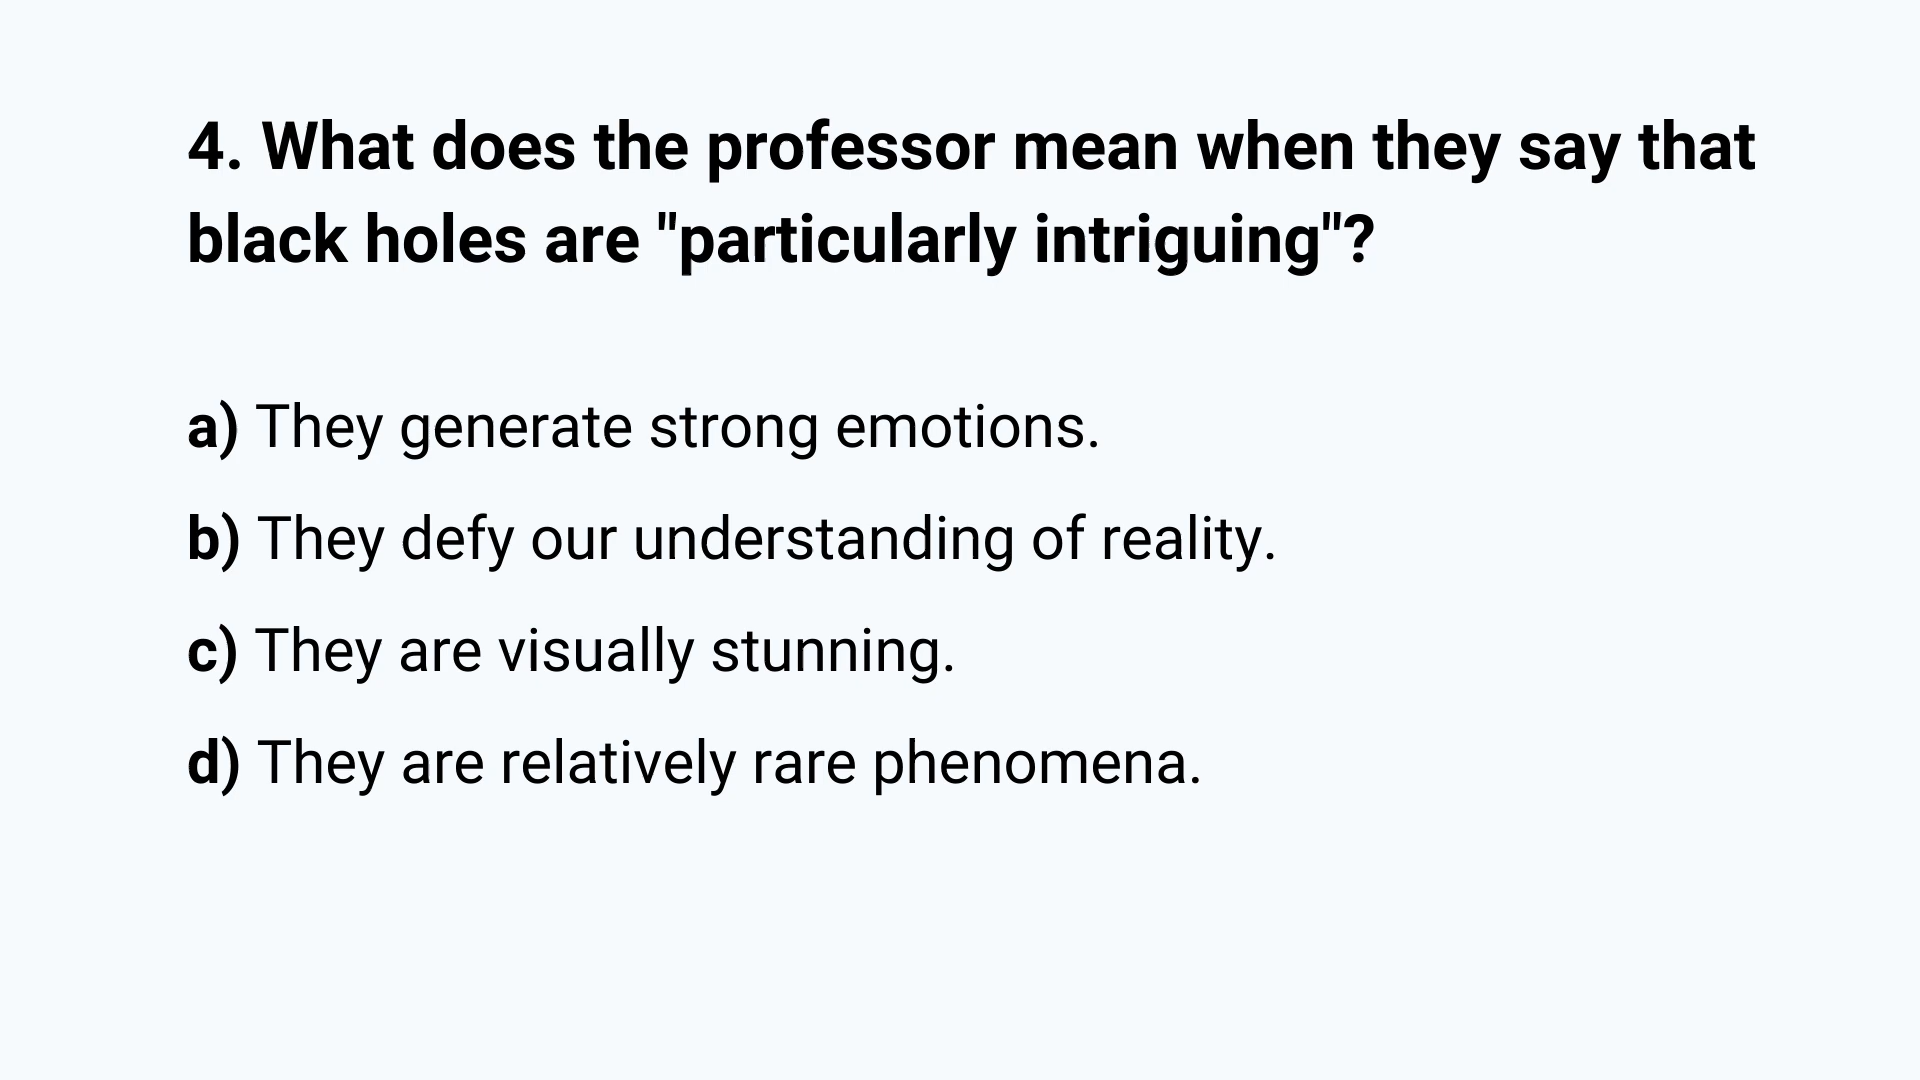 4. What does the professor mean when they say that
black holes are "particularly intriguing"?
a) They generate strong emotions.
b) They defy our understanding of reality.
c) They are visually stunning.
d) They are relatively rare phenomena.